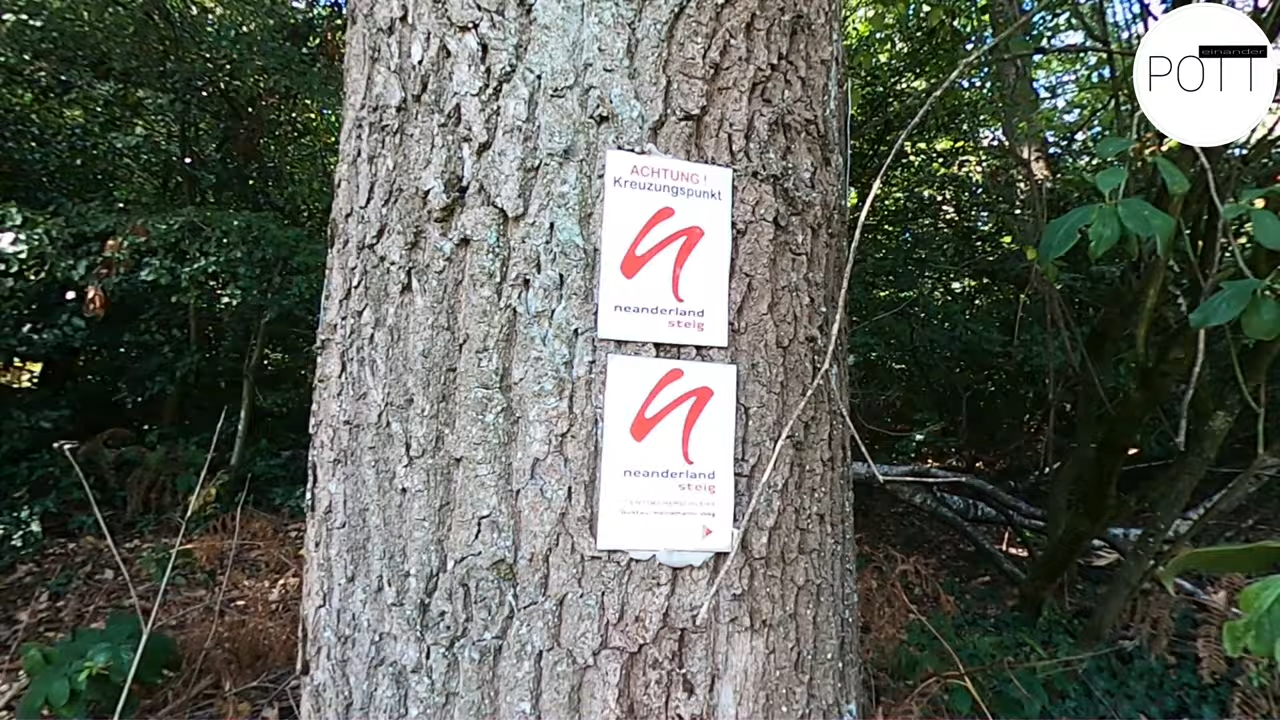 einander
POTT
ACHTUNG !
Kreuzungspunkt
neanderland
steig
neanderland
steig